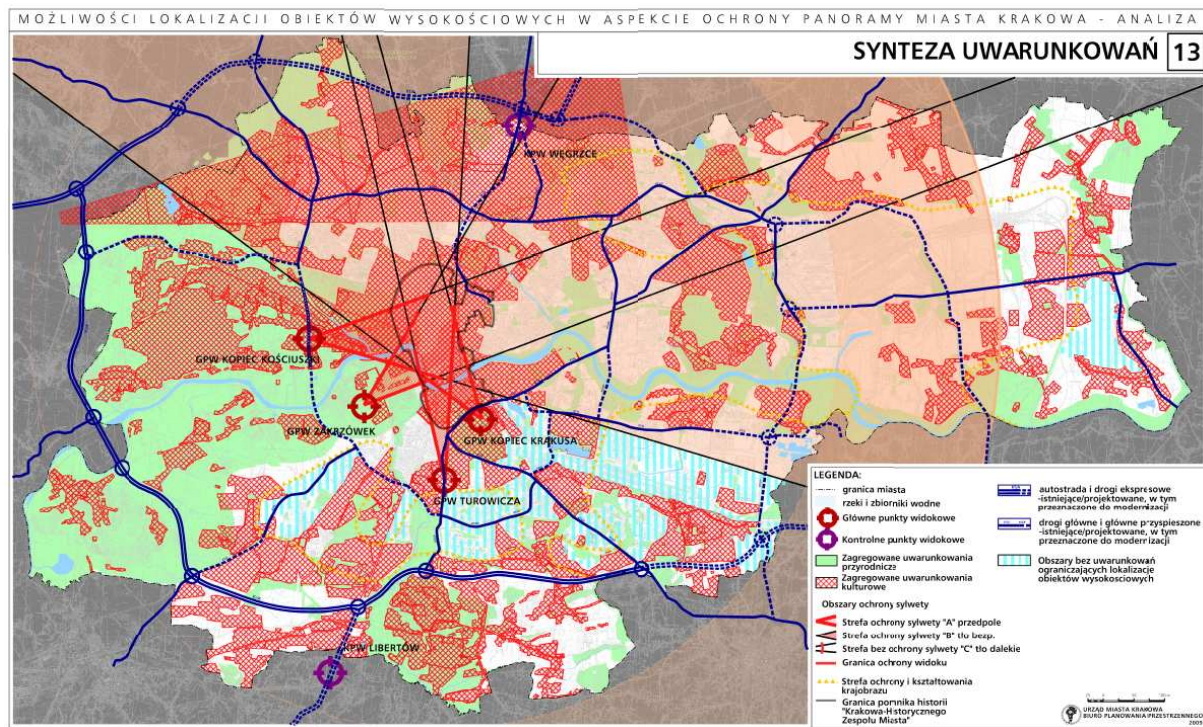 MOŻLIWOŚCI LOKALIZACJI OBIEKTÓW WYSOKOŚCIOWYCH W ASPEKCIE OCHRONY PANORAMY MIASTA KRAKOWA - ANALIZA
SYNTEZA UWARUNKOWAŃ 13
KPW WĘGRZCE
GPW KOPIEC KOŚCIUSZKI
GPW ZAKRZÓWEK
GPW KOPIEC KRAKUSA
GPW TUROWICZA
KPW LIBERTÓW
LEGENDA:
granica miasta
rzeki i zbiorniki wodne
Główne punkty widokowe
Kontrolne punkty widokowe
Zagregowane uwarunkowania
przyrodnicze
Zagregowane uwarunkowania
kulturowe
Obszary ochrony sylwety
Strefa ochrony sylwety "A" przedpole
Strefa ochrony sylwety "B" tło bezp.
Strefa bez ochrony sylwety "C" tło dalekie
Granica ochrony widoku
Strefa ochrony i kształtowania
krajobrazu
Granica pomnika historii
"Krakowa-Historycznego
Zespołu Miasta"
autostrada i drogi ekspresowe
-istniejące/projektowane, w tym
przeznaczone do modernizacji
drogi główne i główne przyspieszone
-istniejące/projektowane, w tym
przeznaczone do modernizacji
Obszary bez uwarunkowań
ograniczających lokalizację
obiektów wysokosciowych
URZĄD MIASTA KRAKOWA
BIURO PLANOWANIA PRZESTRZENNEGO